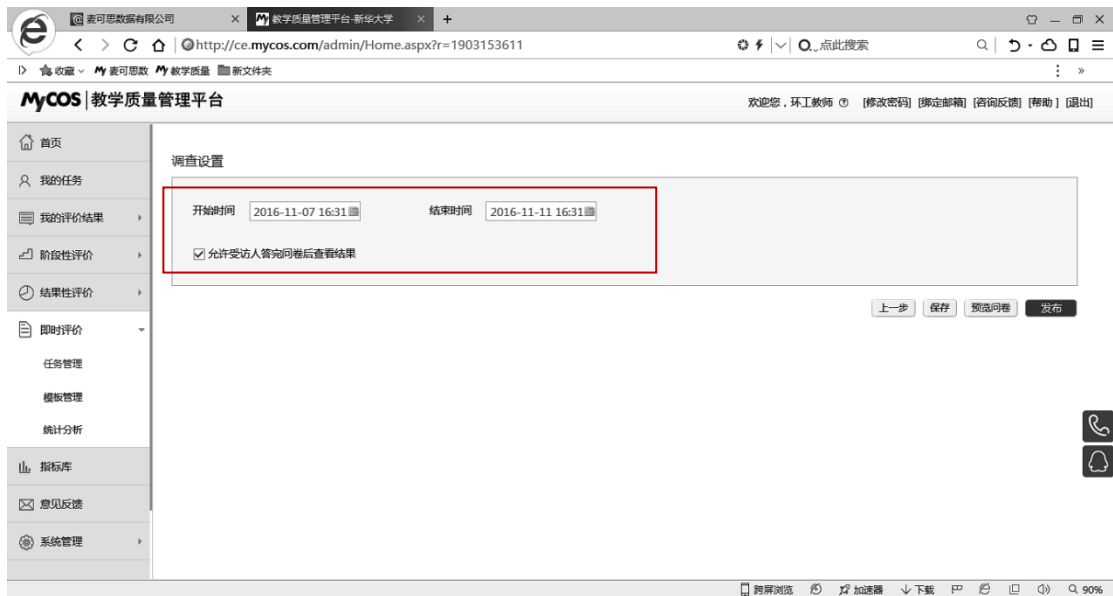 麦可思数据有限公司
教学质量管理平台-新华大学
http://ce.mycos.com/admin/Home.aspx?r=1903153611
点此搜索
收藏 麦可思数 教学质量 新文件夹
MyCOS 教学质量管理平台
欢迎您，环工教师 [修改密码] [绑定邮箱] [咨询反馈] [帮助] [退出]
首页
我的任务
我的评价结果
阶段性评价
结果性评价
即时评价
任务管理
模板管理
统计分析
指标库
意见反馈
系统管理
调查设置
开始时间 2016-11-07 16:31 结束时间 2016-11-11 16:31
允许受访人答完问卷后查看结果
上一步 保存 预览问卷 发布
跨屏浏览 加速器 下载 90%